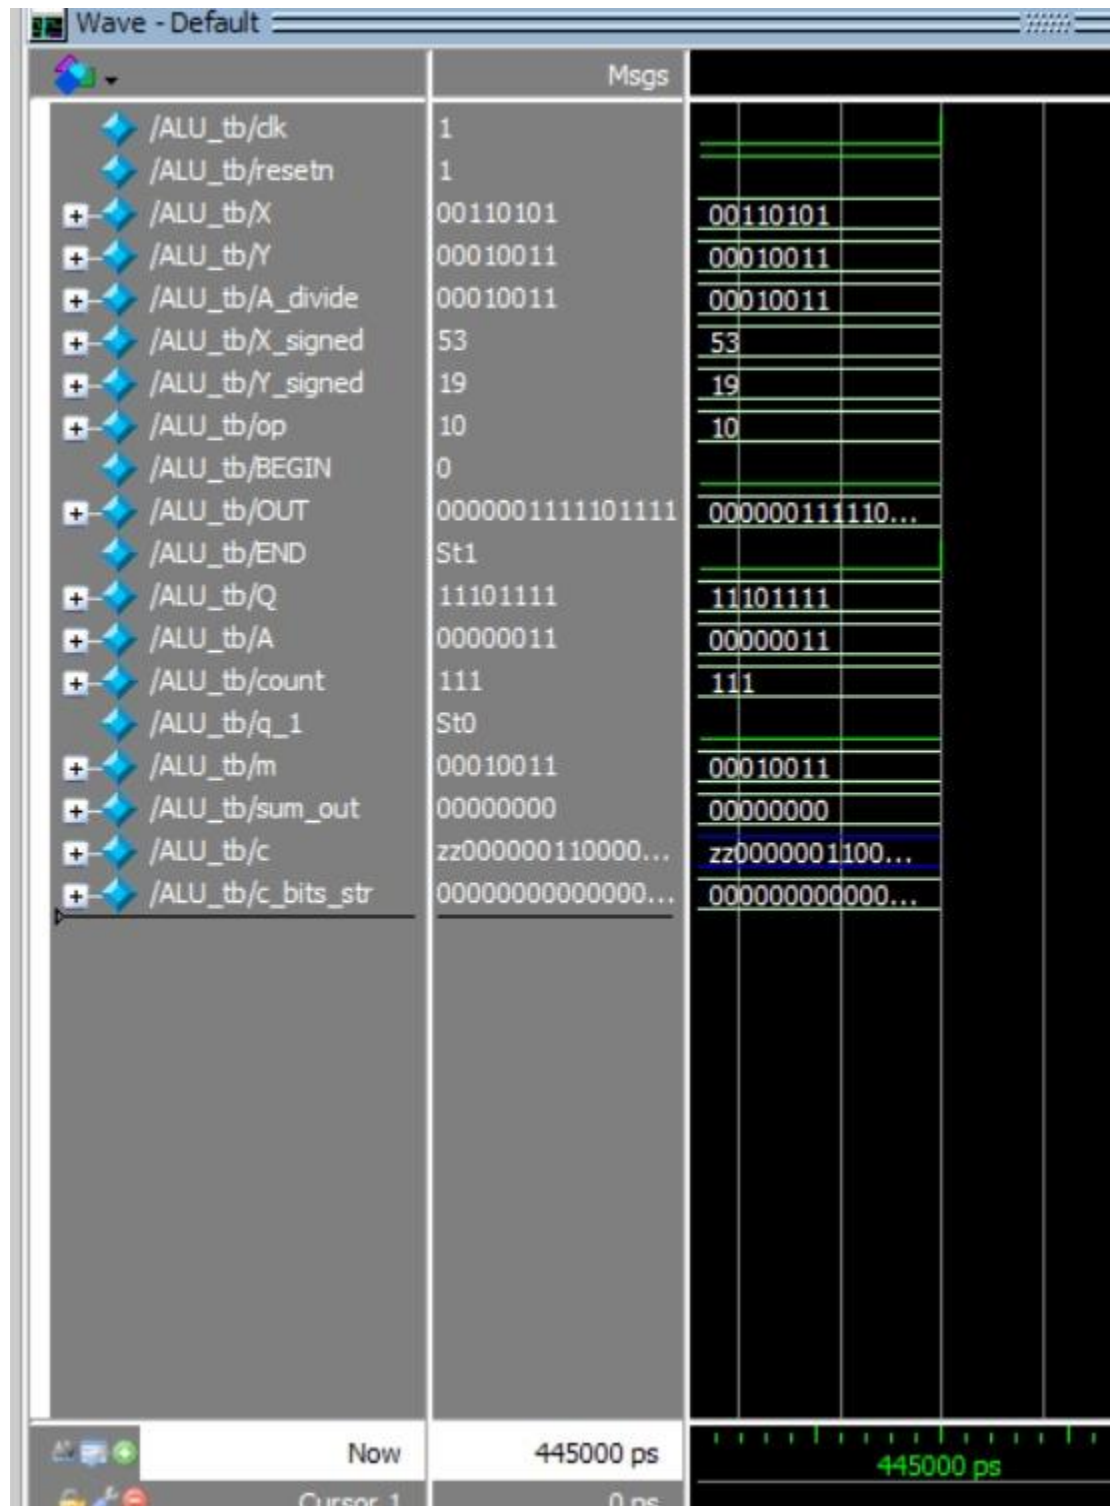 Wave - Default
Msgs
/ALU_tb/clk 1
/ALU_tb/resetn 1
/ALU_tb/X 00110101 00110101
/ALU_tb/Y 00010011 00010011
/ALU_tb/A_divide 00010011 00010011
/ALU_tb/X_signed 53 53
/ALU_tb/Y_signed 19 19
/ALU_tb/op 10 10
/ALU_tb/BEGIN 0
/ALU_tb/OUT 0000001111101111 000000111110...
/ALU_tb/END St1
/ALU_tb/Q 11101111 11101111
/ALU_tb/A 00000011 00000011
/ALU_tb/count 111 111
/ALU_tb/q_1 St0
/ALU_tb/m 00010011 00010011
/ALU_tb/sum_out 00000000 00000000
/ALU_tb/c zz000000110000... zz0000001100...
/ALU_tb/c_bits_str 00000000000000... 000000000000...
Now 445000 ps 445000 ps
Cursor 1 0 ps